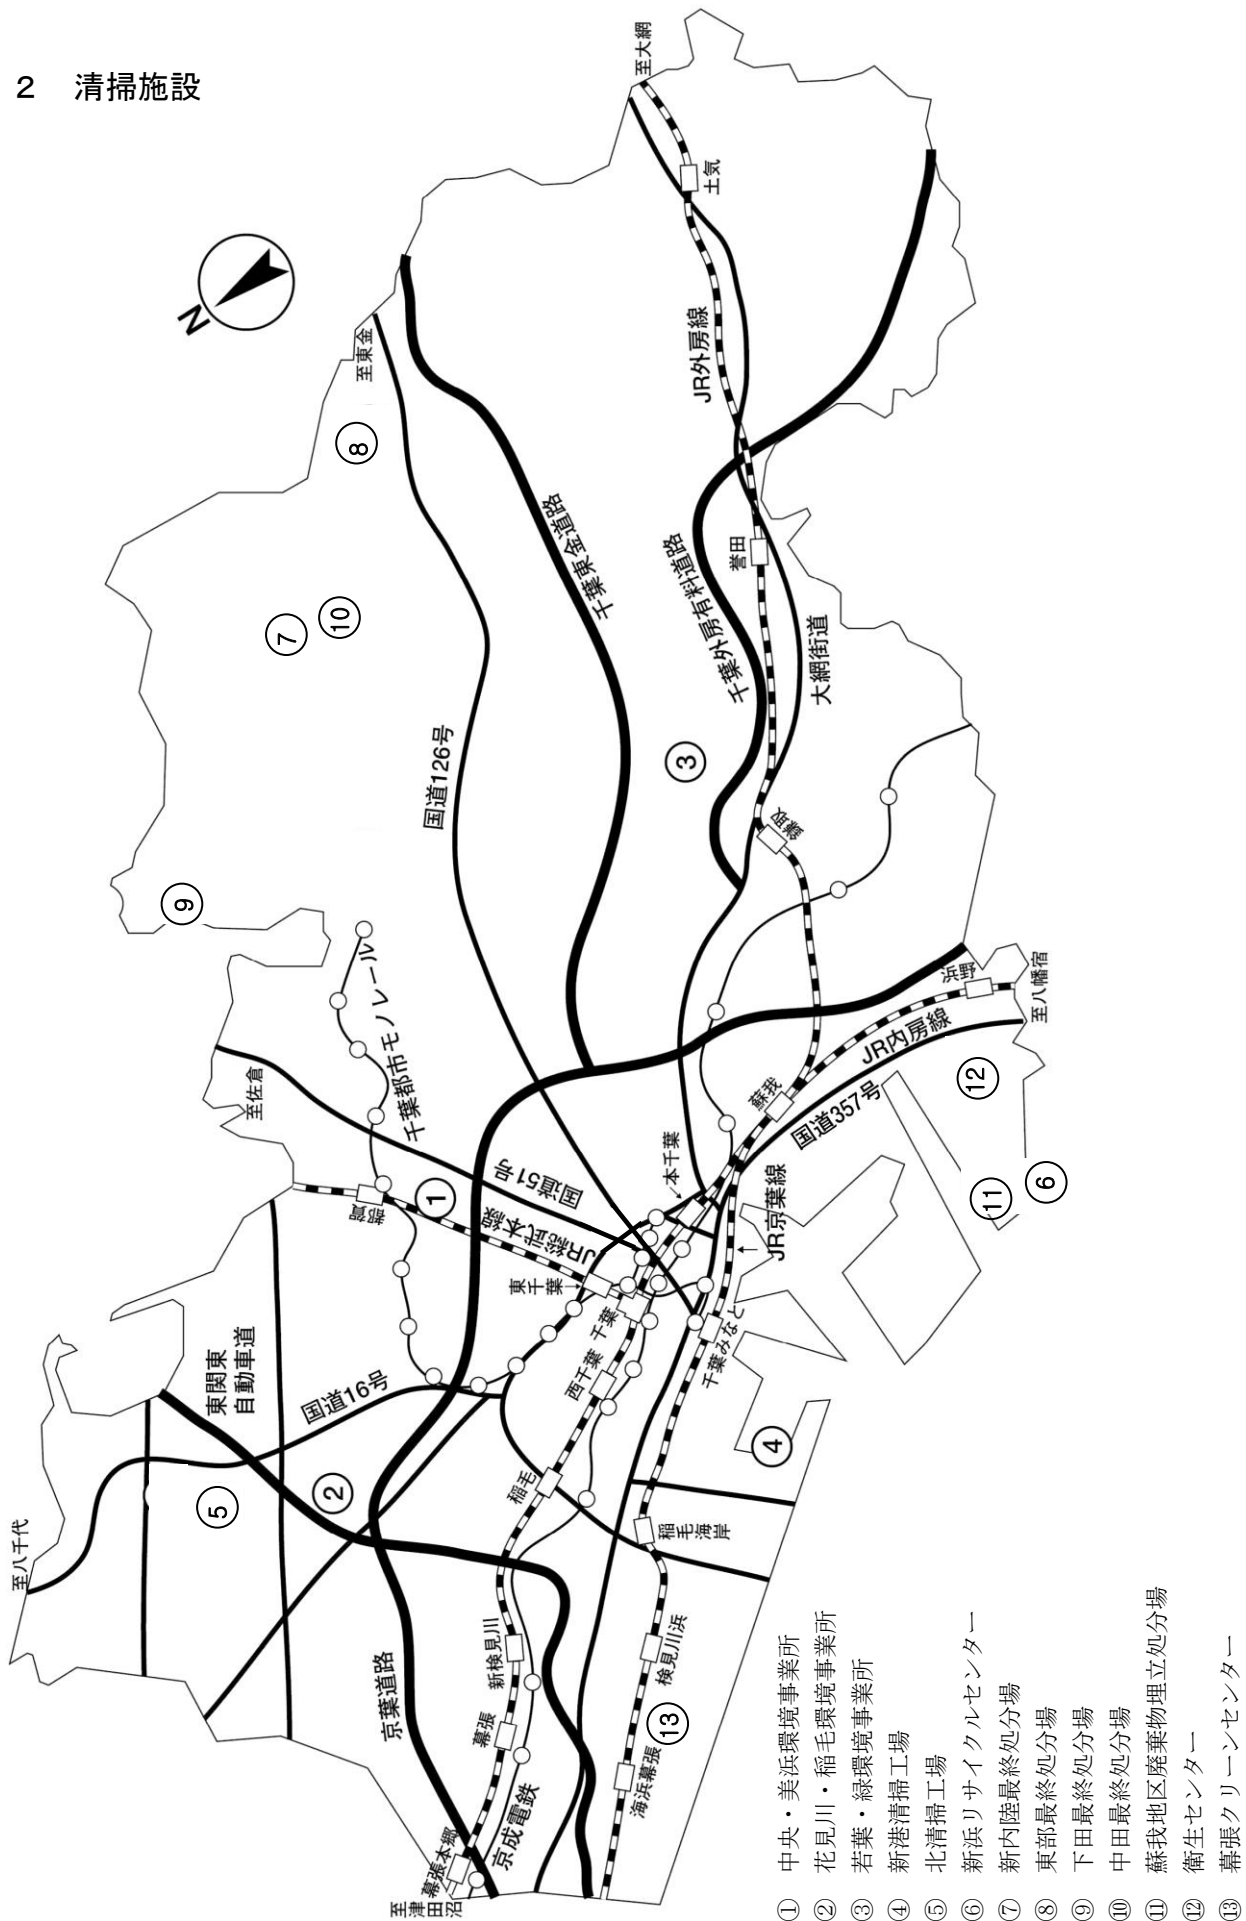 2 清掃施設
N
至大網
土気
JR外房線
至東金
⑧
千葉東金道路
誉田
千葉外房有料道路
大網街道
⑦
⑩
国道126号
③
鎌取
⑨
千葉都市モノレール
浜野
至八幡宿
JR内房線
至佐倉
蘇我
国道357号
⑫
本千葉
国道51号
都賀
①
JR総武本線
JR京葉線
⑪
⑥
東千葉
千葉
西千葉
千葉みなと
東関東
自動車道
国道16号
④
②
⑤
稲毛
稲毛
海岸
至八千代
新検見川
検見川浜
京葉道路
幕張
⑬
海浜幕張
京成電鉄
幕張本郷
至津田沼
① 中央・美浜環境事業所
② 花見川・稲毛環境事業所
③ 若葉・緑環境事業所
④ 新港清掃工場
⑤ 北清掃工場
⑥ 新浜リサイクルセンター
⑦ 新内陸最終処分場
⑧ 東部最終処分場
⑨ 下田最終処分場
⑩ 中田最終処分場
⑪ 蘇我地区廃棄物埋立処分場
⑫ 衛生センター
⑬ 幕張クリーンセンター